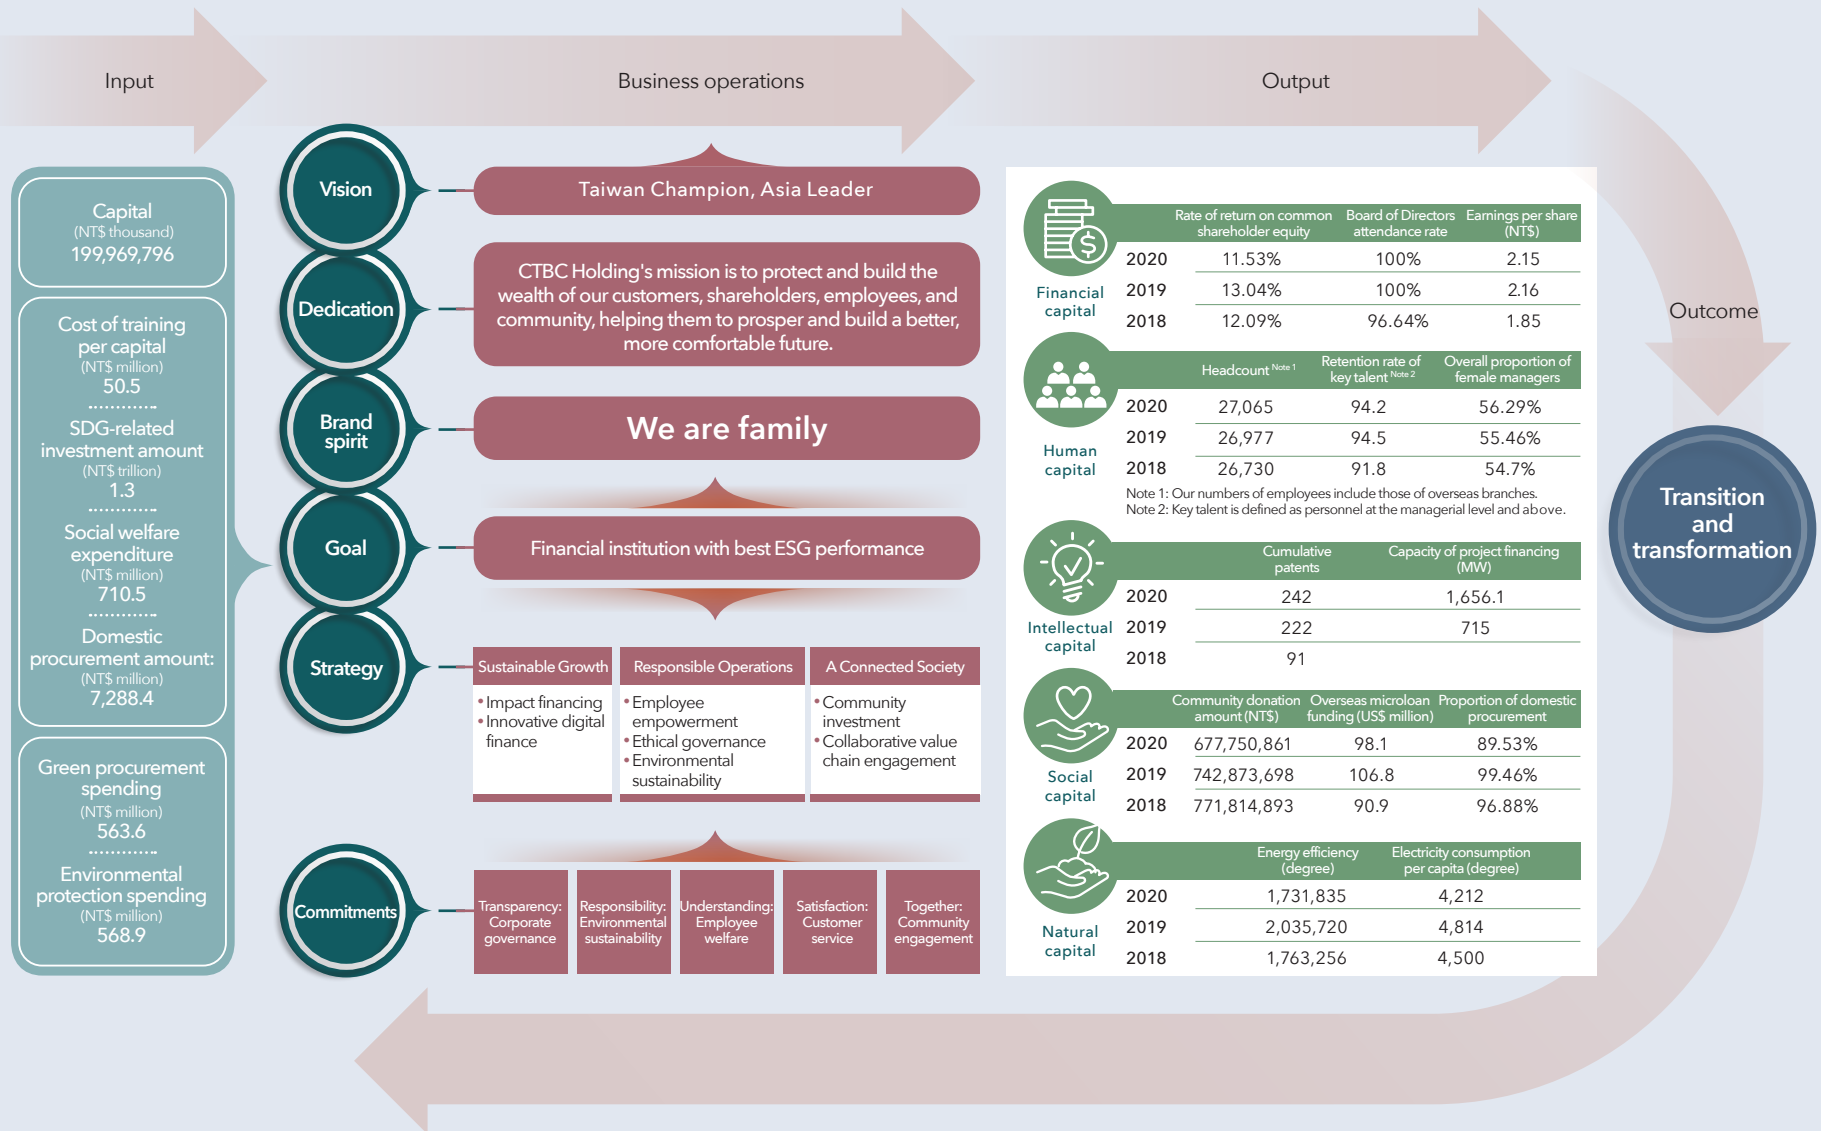 Input
Business operations
Output
Outcome
Capital
(NT$ thousand)
199,969,796
Cost of training
per capital
(NT$ million)
50.5
SDG-related
investment amount
(NT$ trillion)
1.3
Social welfare
expenditure
(NT$ million)
710.5
Domestic
procurement amount:
(NT$ million)
7,288.4
Green procurement
spending
(NT$ million)
563.6
Environmental
protection spending
(NT$ million)
568.9
Vision
Taiwan Champion, Asia Leader
Dedication
CTBC Holding's mission is to protect and build the
wealth of our customers, shareholders, employees, and
community, helping them to prosper and build a better,
more comfortable future.
Brand
spirit
We are family
Goal
Financial institution with best ESG performance
Strategy
Sustainable Growth
• Impact financing
• Innovative digital
finance
Responsible Operations
• Employee
empowerment
• Ethical governance
• Environmental
sustainability
A Connected Society
• Community
investment
• Collaborative value
chain engagement
Commitments
Transparency:
Corporate
governance
Responsibility:
Environmental
sustainability
Understanding:
Employee
welfare
Satisfaction:
Customer
service
Together:
Community
engagement
Financial
capital
Rate of return on common
shareholder equity
Board of Directors
attendance rate
Earnings per share
(NT$)
2020 11.53% 100% 2.15
2019 13.04% 100% 2.16
2018 12.09% 96.64% 1.85
Human
capital
Headcount Note 1
Retention rate of
key talent Note 2
Overall proportion of
female managers
2020 27,065 94.2 56.29%
2019 26,977 94.5 55.46%
2018 26,730 91.8 54.7%
Note 1: Our numbers of employees include those of overseas branches.
Note 2: Key talent is defined as personnel at the managerial level and above.
Intellectual
capital
Cumulative
patents
Capacity of project financing
(MW)
2020 242 1,656.1
2019 222 715
2018 91
Social
capital
Community donation
amount (NT$)
Overseas microloan
funding (US$ million)
Proportion of domestic
procurement
2020 677,750,861 98.1 89.53%
2019 742,873,698 106.8 99.46%
2018 771,814,893 90.9 96.88%
Natural
capital
Energy efficiency
(degree)
Electricity consumption
per capita (degree)
2020 1,731,835 4,212
2019 2,035,720 4,814
2018 1,763,256 4,500
Transition
and
transformation